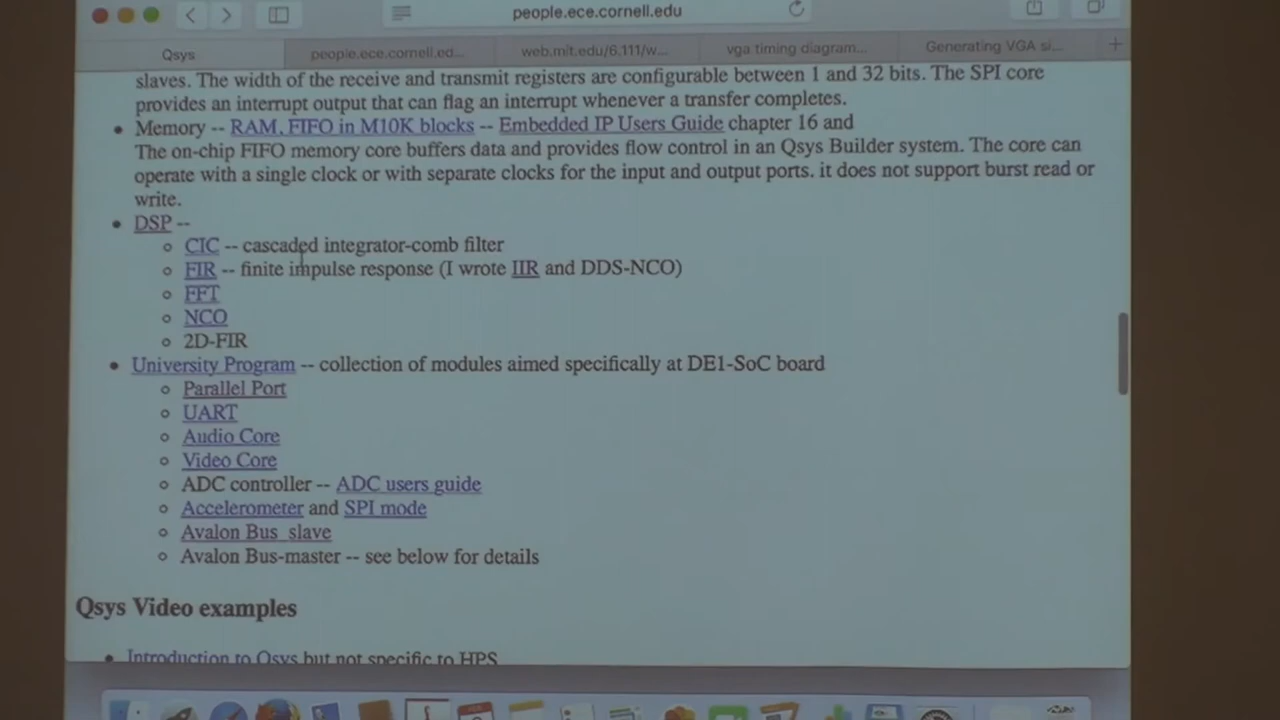 people.ece.cornell.edu
Qsys
people.ece.cornell.ed...
web.mit.edu/6.111/w...
vga timing diagram...
Generating VGA si...
slaves. The width of the receive and transmit registers are configurable between 1 and 32 bits. The SPI core
provides an interrupt output that can flag an interrupt whenever a transfer completes.
• Memory -- RAM, FIFO in M10K blocks -- Embedded IP Users Guide chapter 16 and
The on-chip FIFO memory core buffers data and provides flow control in an Qsys Builder system. The core can
operate with a single clock or with separate clocks for the input and output ports. it does not support burst read or
write.
• DSP --
◦ CIC -- cascaded integrator-comb filter
◦ FIR -- finite impulse response (I wrote IIR and DDS-NCO)
◦ FFT
◦ NCO
◦ 2D-FIR
• University Program -- collection of modules aimed specifically at DE1-SoC board
◦ Parallel Port
◦ UART
◦ Audio Core
◦ Video Core
◦ ADC controller -- ADC users guide
◦ Accelerometer and SPI mode
◦ Avalon Bus_slave
◦ Avalon Bus-master -- see below for details
Qsys Video examples
• Introduction to Qsys but not specific to HPS